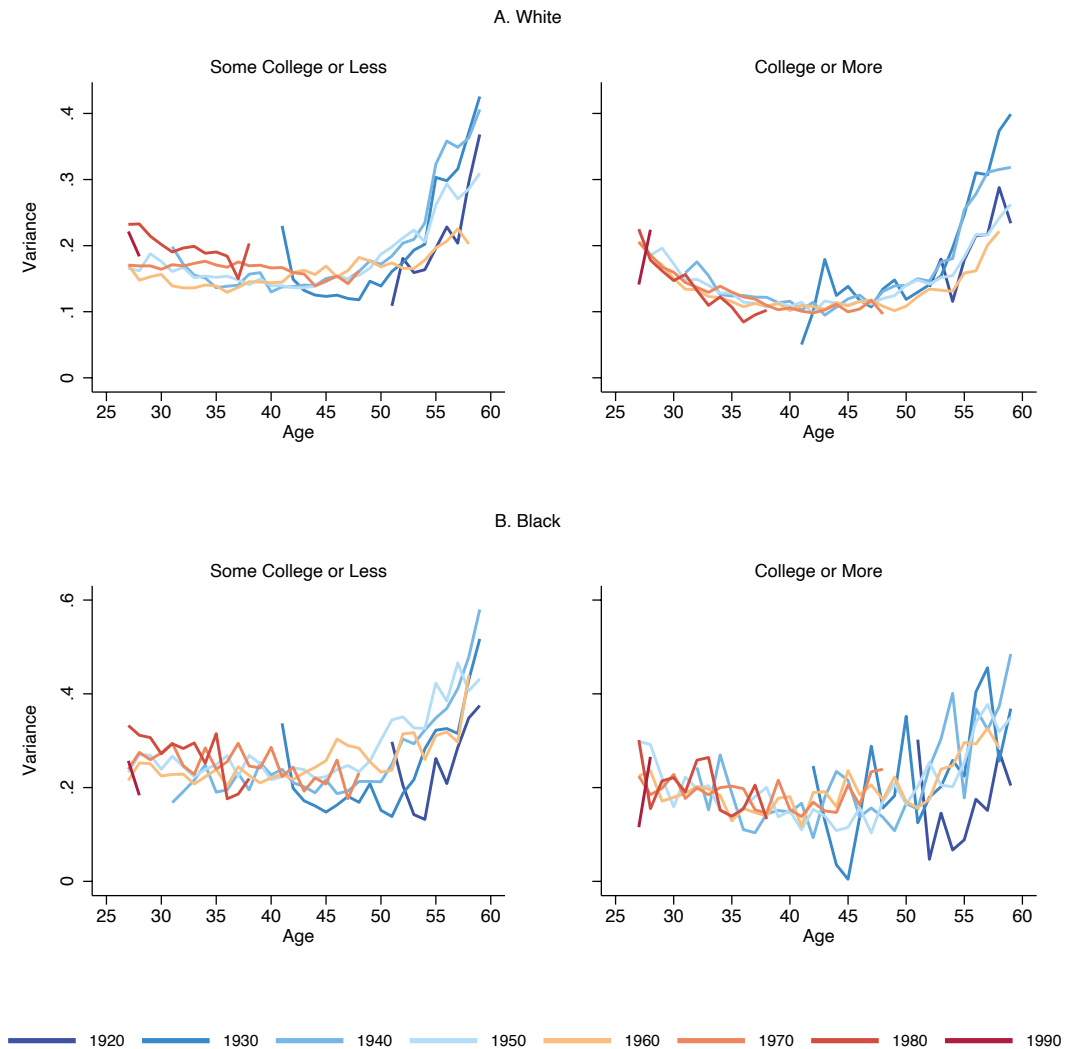 A. White
Some College or Less
College or More
Variance
.4
.3
.2
.1
0
25 30 35 40 45 50 55 60
25 30 35 40 45 50 55 60
Age
Age
B. Black
Some College or Less
College or More
Variance
.6
.4
.2
0
25 30 35 40 45 50 55 60
25 30 35 40 45 50 55 60
Age
Age
1920 1930 1940 1950 1960 1970 1980 1990